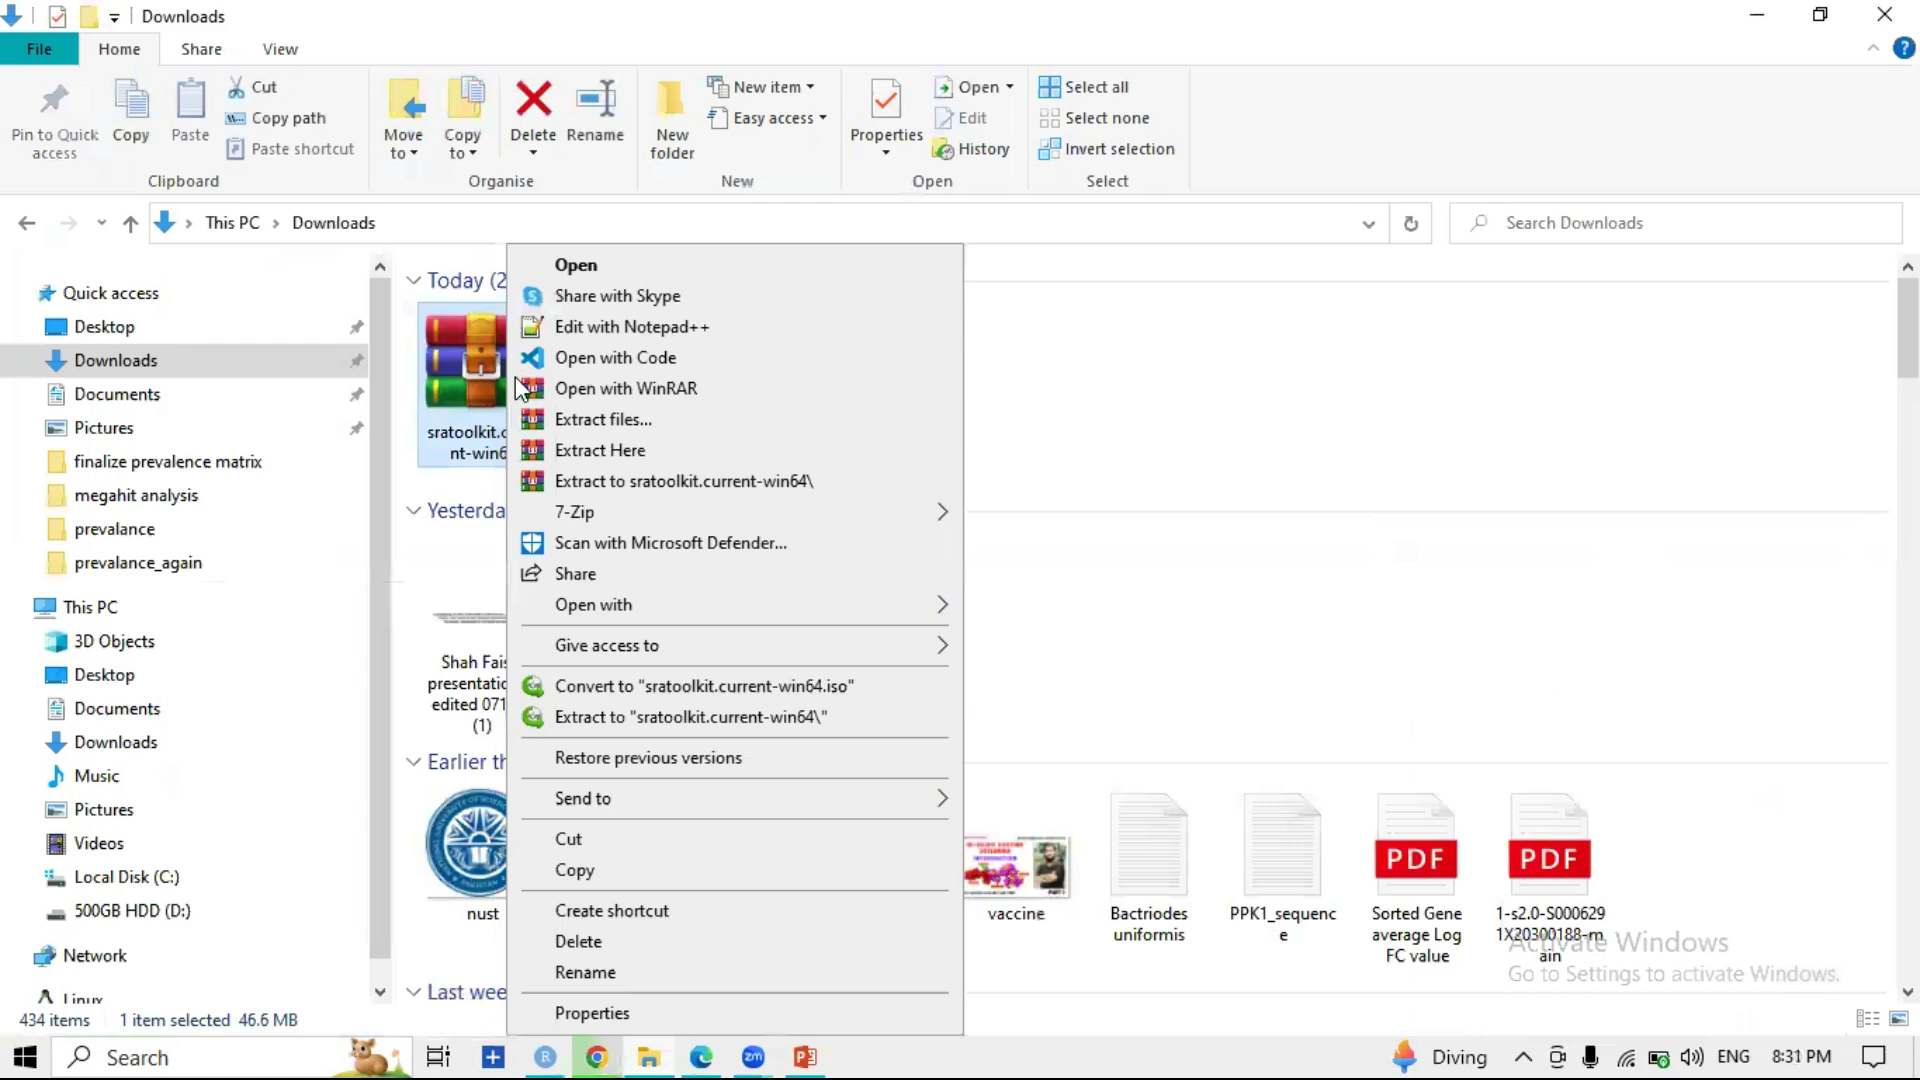 Downloads
File
Home
Share
View
Pin to Quick
access
Copy
Paste
Cut
Copy path
Paste shortcut
Clipboard
Move
to
Copy
to
Delete
Rename
Organise
New
folder
New item
Easy access
New
Properties
Open
Edit
History
Open
Select all
Select none
Invert selection
Select
This PC
Downloads
Search Downloads
Quick access
Desktop
Downloads
Documents
Pictures
finalize prevalence matrix
megahit analysis
prevalance
prevalance_again
This PC
3D Objects
Desktop
Documents
Downloads
Music
Pictures
Videos
Local Disk (C:)
500GB HDD (D:)
Network
Linux
Today (2
sratoolkit.c
nt-win6
Yesterda
Shah Fais
presentatic
edited 071
(1)
Earlier th
nust
Last wee
Open
Share with Skype
Edit with Notepad++
Open with Code
Open with WinRAR
Extract files...
Extract Here
Extract to sratoolkit.current-win64\
7-Zip
Scan with Microsoft Defender...
Share
Open with
Give access to
Convert to "sratoolkit.current-win64.iso"
Extract to "sratoolkit.current-win64\"
Restore previous versions
Send to
Cut
Copy
Create shortcut
Delete
Rename
Properties
vaccine
Bactriodes
uniformis
PPK1_sequenc
e
PDF
Sorted Gene
average Log
FC value
PDF
1-s2.0-S000629
1X20300188-m
ain
Activate Windows
Go to Settings to activate Windows.
434 items
1 item selected 46.6 MB
Search
Diving
ENG
8:31 PM